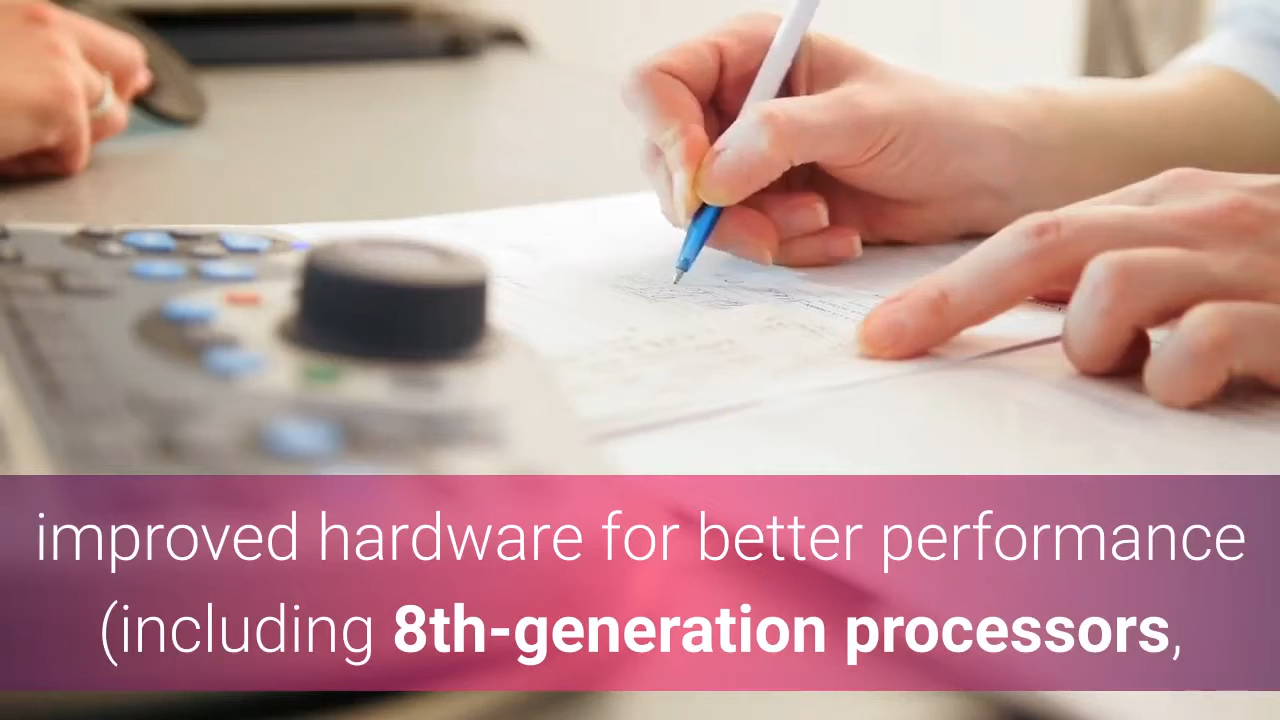 improved hardware for better performance
(including 8th-generation processors,